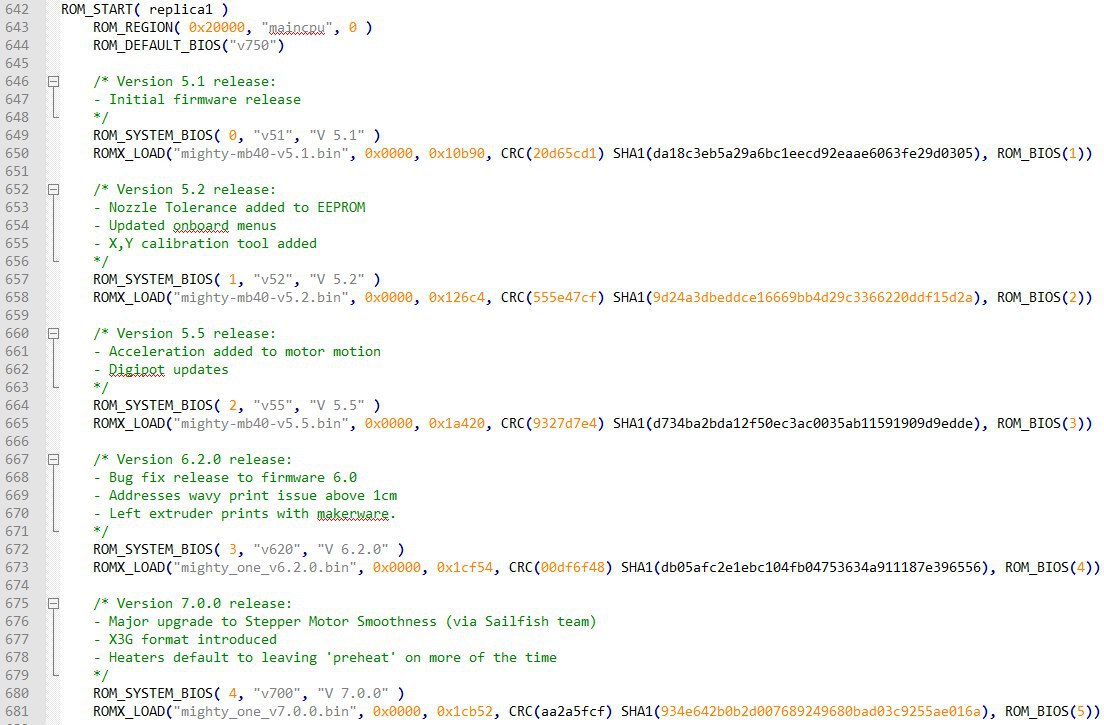 642 ROM_START( replica1 )
643 ROM_REGION( 0x20000, "maincpu", 0 )
644 ROM_DEFAULT_BIOS("v750")
645
646 /* Version 5.1 release:
647 - Initial firmware release
648 */
649 ROM_SYSTEM_BIOS( 0, "v51", "V 5.1" )
650 ROMX_LOAD("mighty-mb40-v5.1.bin", 0x0000, 0x10b90, CRC(20d65cd1) SHA1(da18c3eb5a29a6bc1eecd92eaae6063fe29d0305), ROM_BIOS(1))
651
652 /* Version 5.2 release:
653 - Nozzle Tolerance added to EEPROM
654 - Updated onboard menus
655 - X,Y calibration tool added
656 */
657 ROM_SYSTEM_BIOS( 1, "v52", "V 5.2" )
658 ROMX_LOAD("mighty-mb40-v5.2.bin", 0x0000, 0x126c4, CRC(555e47cf) SHA1(9d24a3dbeddce16669bb4d29c3366220ddf15d2a), ROM_BIOS(2))
659
660 /* Version 5.5 release:
661 - Acceleration added to motor motion
662 - Digipot updates
663 */
664 ROM_SYSTEM_BIOS( 2, "v55", "V 5.5" )
665 ROMX_LOAD("mighty-mb40-v5.5.bin", 0x0000, 0x1a420, CRC(9327d7e4) SHA1(d734ba2bda12f50ec3ac0035ab11591909d9edde), ROM_BIOS(3))
666
667 /* Version 6.2.0 release:
668 - Bug fix release to firmware 6.0
669 - Addresses wavy print issue above 1cm
670 - Left extruder prints with makerware.
671 */
672 ROM_SYSTEM_BIOS( 3, "v620", "V 6.2.0" )
673 ROMX_LOAD("mighty_one_v6.2.0.bin", 0x0000, 0x1cf54, CRC(00df6f48) SHA1(db05afc2e1ebc104fb04753634a911187e396556), ROM_BIOS(4))
674
675 /* Version 7.0.0 release:
676 - Major upgrade to Stepper Motor Smoothness (via Sailfish team)
677 - X3G format introduced
678 - Heaters default to leaving 'preheat' on more of the time
679 */
680 ROM_SYSTEM_BIOS( 4, "v700", "V 7.0.0" )
681 ROMX_LOAD("mighty_one_v7.0.0.bin", 0x0000, 0x1cb52, CRC(aa2a5fcf) SHA1(934e642b0b2d007689249680bad03c9255ae016a), ROM_BIOS(5))